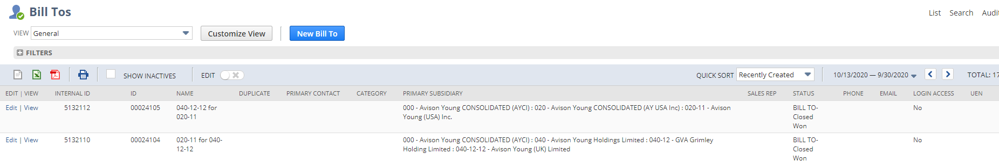 Bill Tos
List Search
VIEW General Customize View New Bill To
FILTERS
SHOW INACTIVES EDIT QUICK SORT Recently Created 10/13/2020 — 9/30/2020 TOTAL: 17
EDIT | VIEW INTERNAL ID ID NAME DUPLICATE PRIMARY CONTACT CATEGORY PRIMARY SUBSIDIARY SALES REP STATUS PHONE EMAIL LOGIN ACCESS UEN
Edit | View 5132112 00024105 040-12-12 for 000 - Avison Young CONSOLIDATED (AYCI) : 020 - Avison Young CONSOLIDATED (AY USA Inc) : 020-11 - Avison BILL TO- No
020-11 Young (USA) Inc. Closed
Won
Edit | View 5132110 00024104 020-11 for 040- 000 - Avison Young CONSOLIDATED (AYCI) : 040 - Avison Young Holdings Limited : 040-12 - GVA Grimley BILL TO- No
12-12 Holding Limited : 040-12-12 - Avison Young (UK) Limited Closed
Won